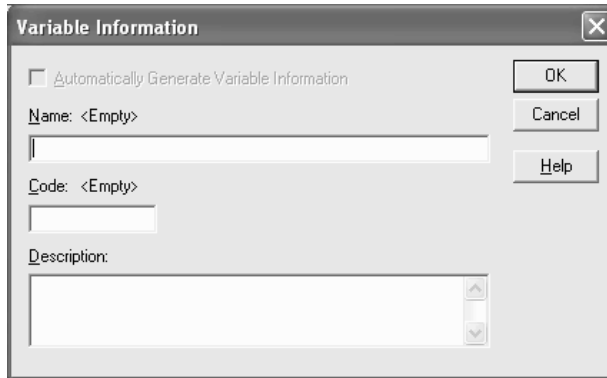 Variable Information
Automatically Generate Variable Information
OK
Name: <Empty>
Cancel
Help
Code: <Empty>
Description: